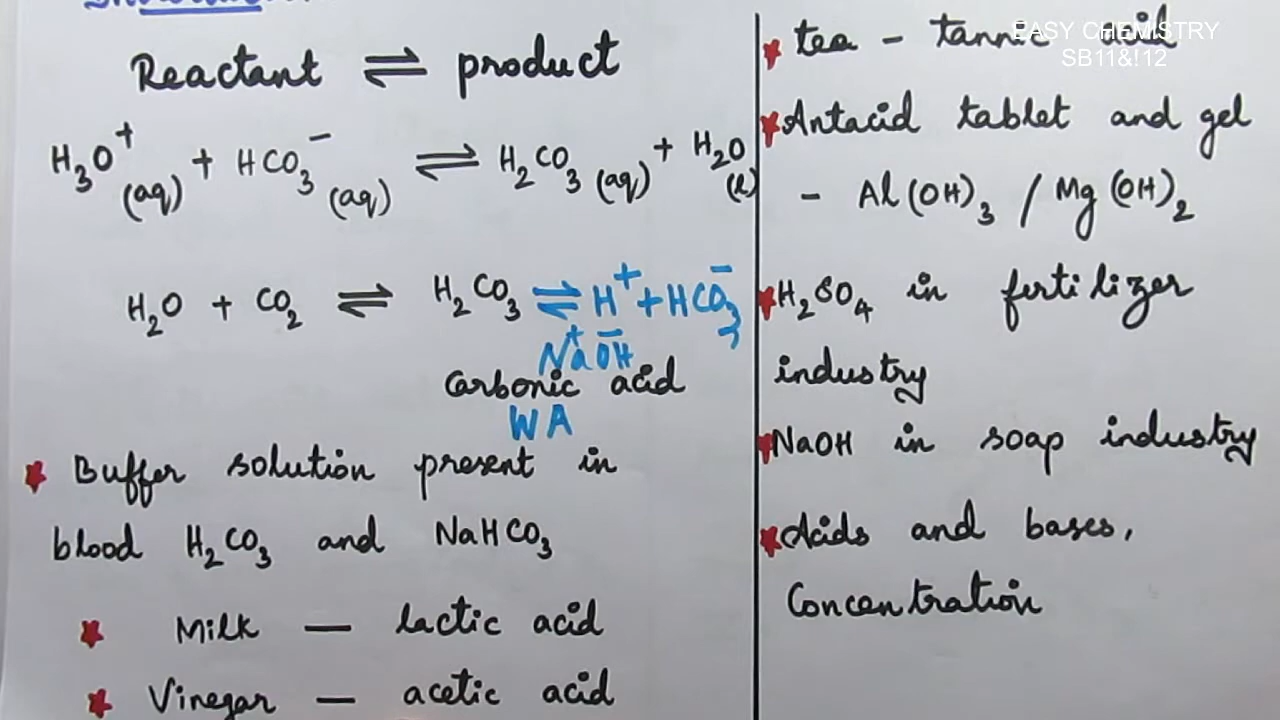 Reactant ⇌ product
H₃O⁺(aq) + HCO₃⁻(aq) ⇌ H₂CO₃(aq) + H₂O(l)
H₂O + CO₂ ⇌ H₂CO₃ ⇌ H⁺ + HCO₃⁻
Na⁺OH⁻
Carbonic acid
WA
★ Buffer solution present in
blood H₂CO₃ and NaHCO₃
★ Milk — lactic acid
★ Vinegar — acetic acid
EASY CHEMISTRY
SB11&!12
★ tea - tannic acid
★ Antacid tablet and gel
- Al(OH)₃ / Mg(OH)₂
★ H₂SO₄ in fertilizer
industry
★ NaOH in soap industry
★ Acids and bases,
Concentration